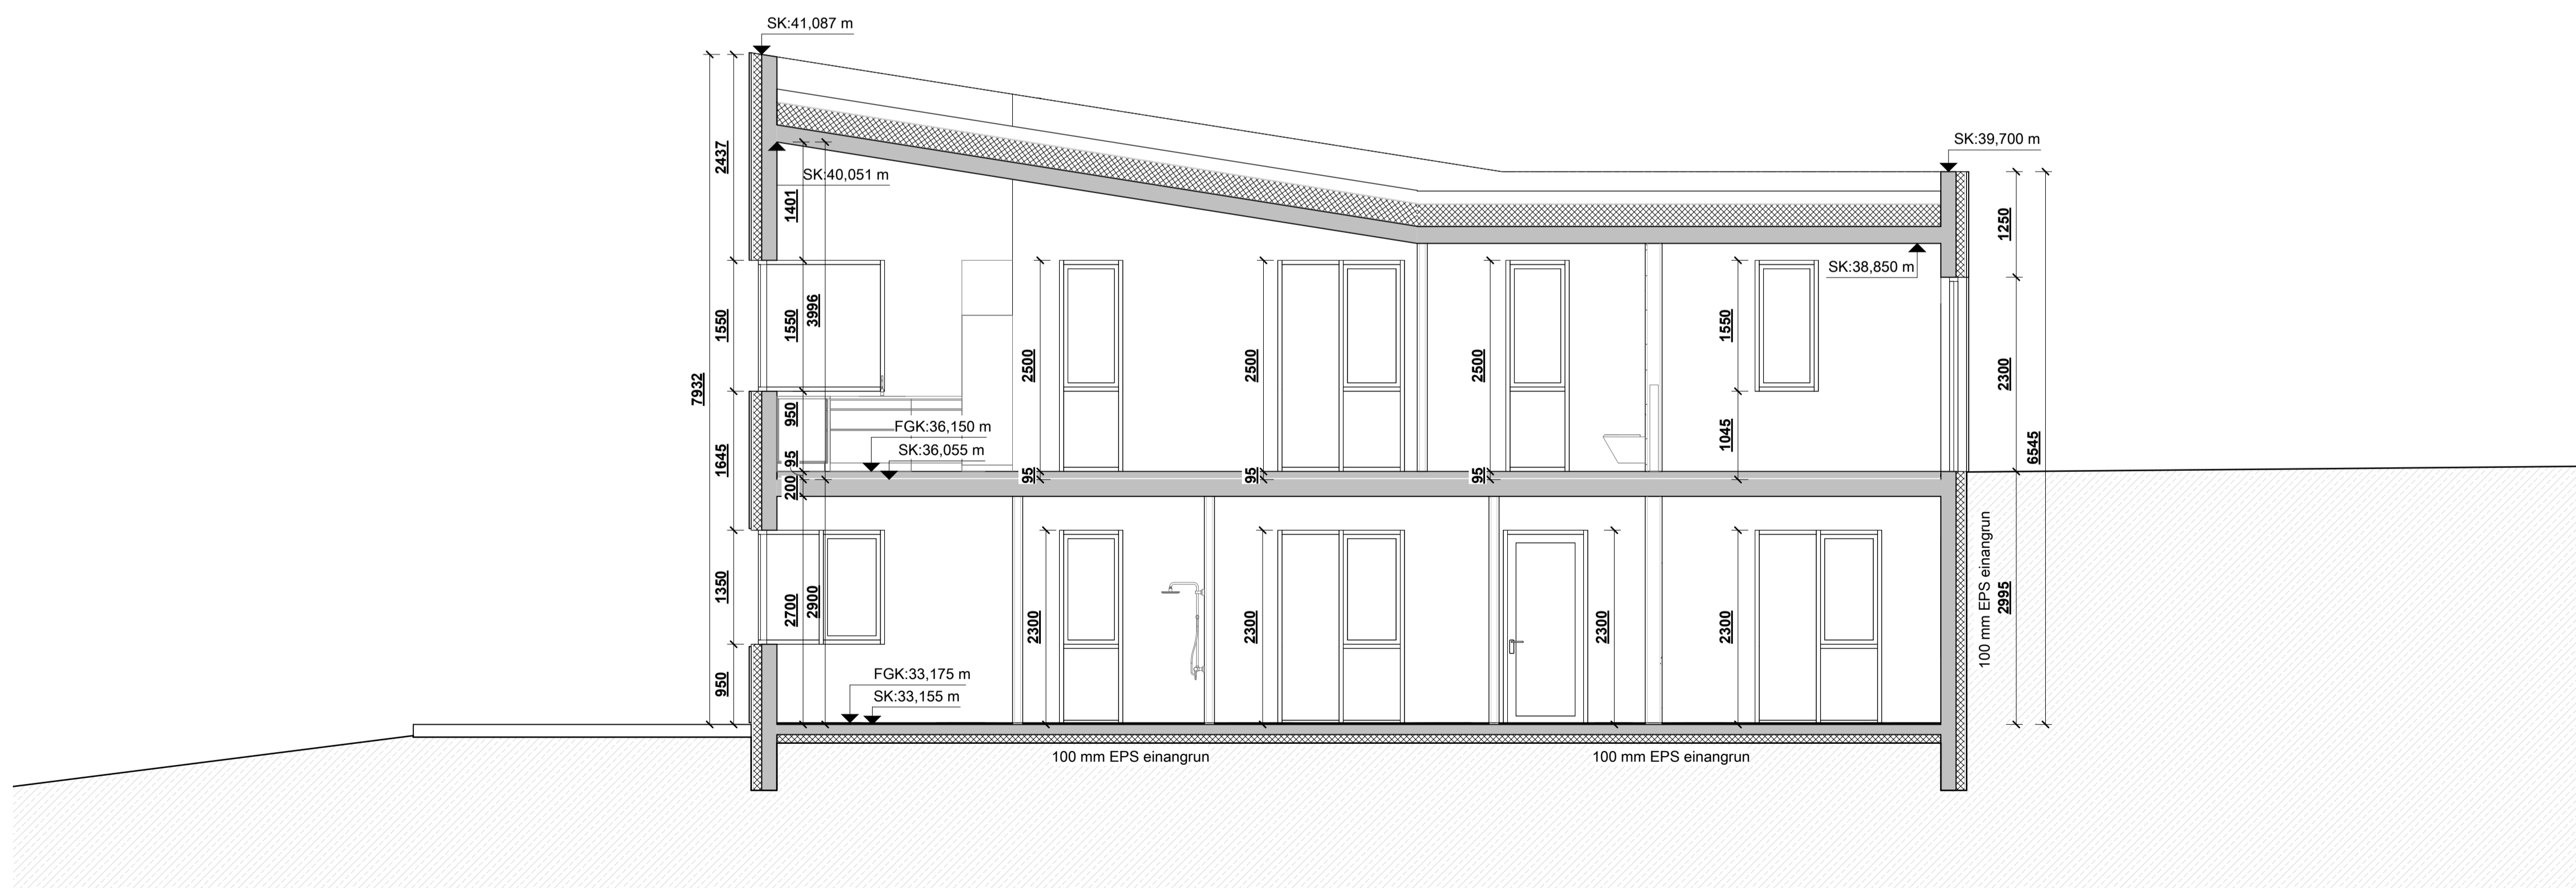 SK:41,087 m
SK:39,700 m
2437
SK:40,051 m
1401
1250
SK:38,850 m
1550
1550
3996
2500
2500
2500
1550
2300
7932
950
FGK:36,150 m
SK:36,055 m
1645
95
200
95
95
95
1045
6545
1350
2700
2900
2300
2300
2300
2300
100 mm EPS einangrun
2995
950
FGK:33,175 m
SK:33,155 m
100 mm EPS einangrun
100 mm EPS einangrun